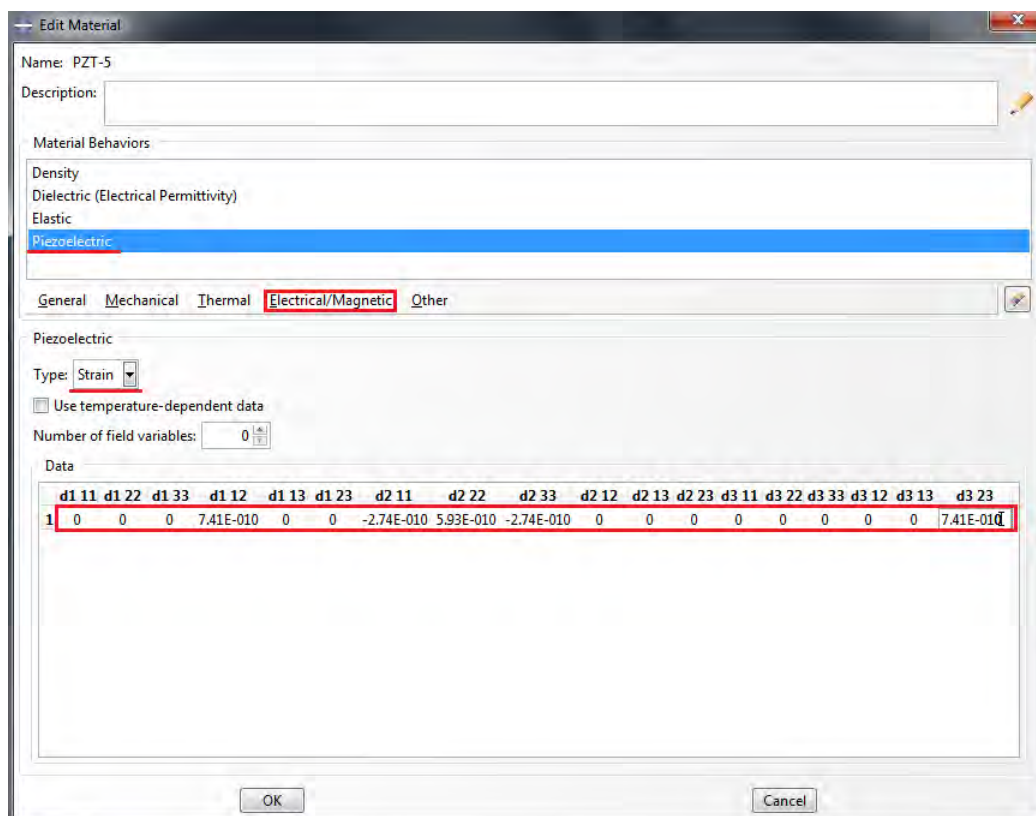 Edit Material
Name: PZT-5
Description:
Material Behaviors
Density
Dielectric (Electrical Permittivity)
Elastic
Piezoelectric
General Mechanical Thermal Electrical/Magnetic Other
Piezoelectric
Type: Strain
Use temperature-dependent data
Number of field variables: 0
Data
d1 11 d1 22 d1 33 d1 12 d1 13 d1 23 d2 11 d2 22 d2 33 d2 12 d2 13 d2 23 d3 11 d3 22 d3 33 d3 12 d3 13 d3 23
1 0 0 0 7.41E-010 0 0 -2.74E-010 5.93E-010 -2.74E-010 0 0 0 0 0 0 0 0 7.41E-010
OK Cancel